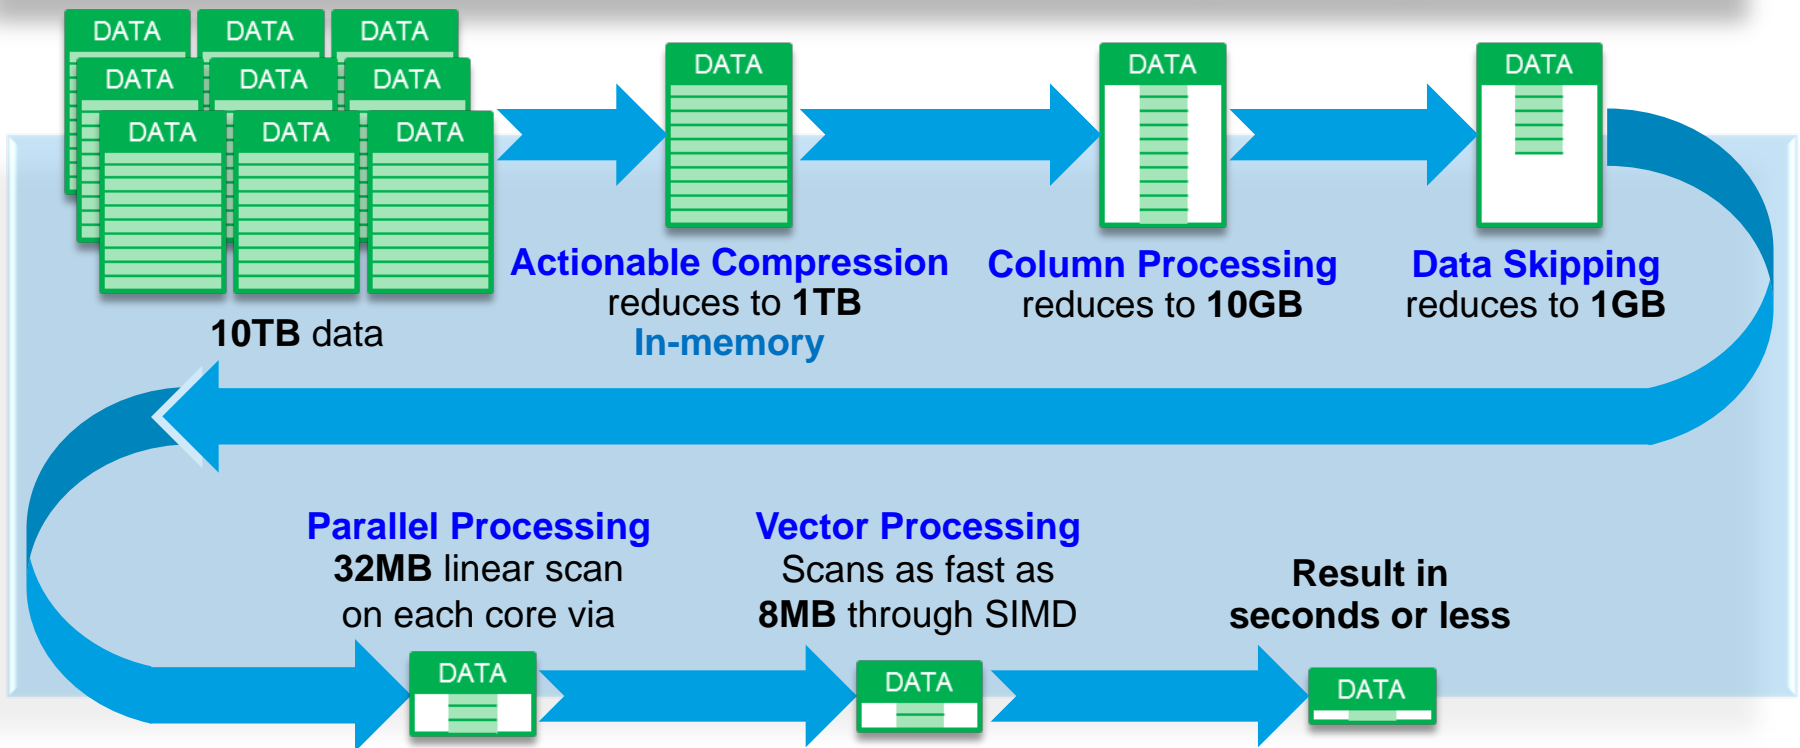 DATA DATA DATA
DATA DATA DATA
DATA DATA DATA
10TB data
DATA
Actionable Compression
reduces to 1TB
In-memory
DATA
Column Processing
reduces to 10GB
DATA
Data Skipping
reduces to 1GB
Parallel Processing
32MB linear scan
on each core via
DATA
Vector Processing
Scans as fast as
8MB through SIMD
DATA
Result in
seconds or less
DATA